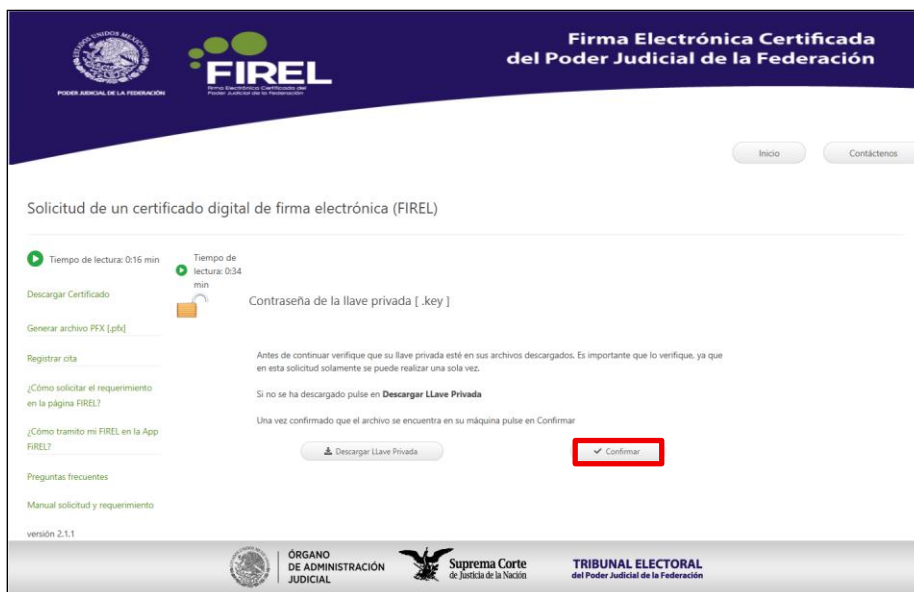 ESTADOS UNIDOS MEXICANOS
PODER JUDICIAL DE LA FEDERACIÓN
FIREL
Firma Electrónica Certificada del
Poder Judicial de la Federación
Firma Electrónica Certificada
del Poder Judicial de la Federación
Inicio
Contáctenos
Solicitud de un certificado digital de firma electrónica (FIREL)
Tiempo de lectura: 0:16 min
Descargar Certificado
Generar archivo PFX [.pfx]
Registrar cita
¿Cómo solicitar el requerimiento
en la página FIREL?
¿Cómo tramito mi FIREL en la App
FIREL?
Preguntas frecuentes
Manual solicitud y requerimiento
versión 2.1.1
Tiempo de
lectura: 0:34
min
Contraseña de la llave privada [ .key ]
Antes de continuar verifique que su llave privada esté en sus archivos descargados. Es importante que lo verifique, ya que
en esta solicitud solamente se puede realizar una sola vez.
Si no se ha descargado pulse en Descargar LLave Privada
Una vez confirmado que el archivo se encuentra en su máquina pulse en Confirmar
Descargar LLave Privada
Confirmar
ÓRGANO
DE ADMINISTRACIÓN
JUDICIAL
Suprema Corte
de Justicia de la Nación
TRIBUNAL ELECTORAL
del Poder Judicial de la Federación